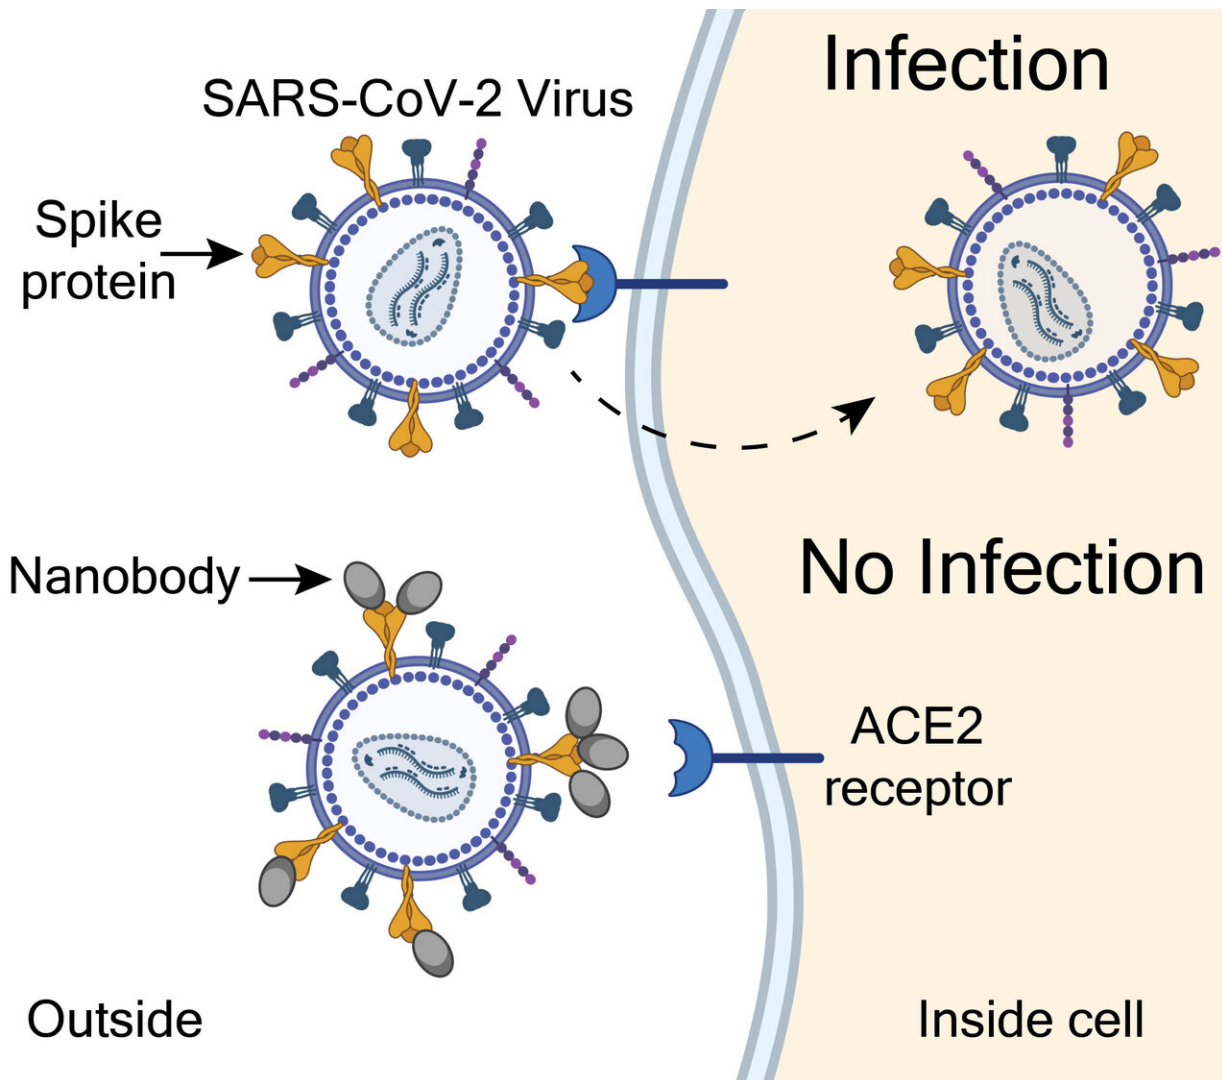 Infection
SARS-CoV-2 Virus
Spike
protein
No Infection
Nanobody
ACE2
receptor
Outside
Inside cell